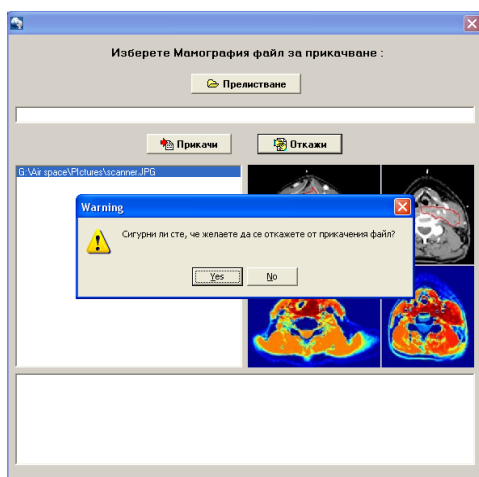 Изберете Мамография файл за прикачване :
Прелистване
Прикачи
Откажи
G:\Air space\PIctures\scanner.JPG
Warning
Сигурни ли сте, че желаете да се откажете от прикачения файл?
Yes
No